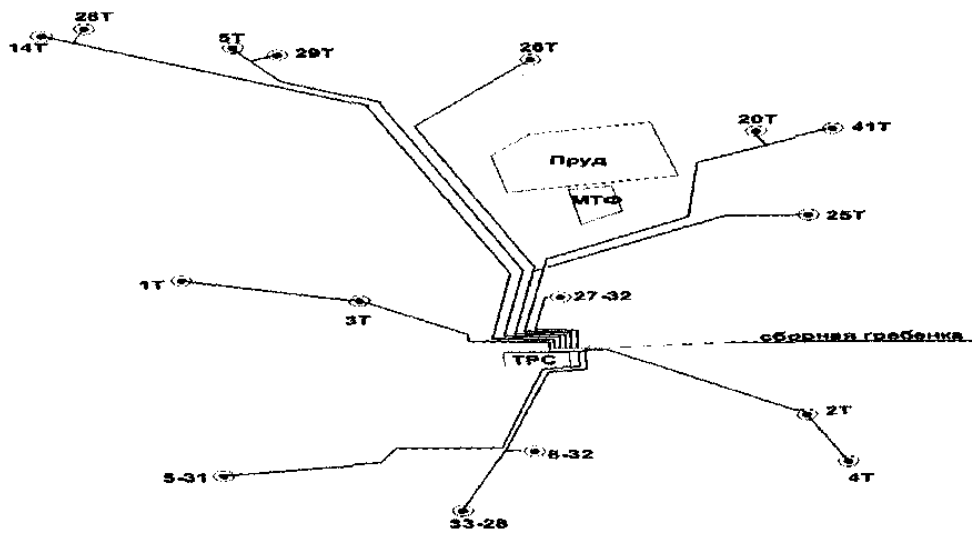 28Т
14Т
5Т
29Т
26Т
20Т
41Т
Пруд
МТФ
25Т
1Т
3Т
27-32
сборная гребенка
ТРС
2Т
5-31
6-32
4Т
33-28